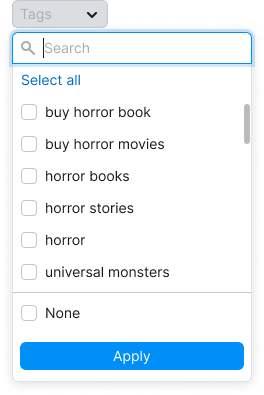 Tags
Search
Select all
buy horror book
buy horror movies
horror books
horror stories
horror
universal monsters
None
Apply